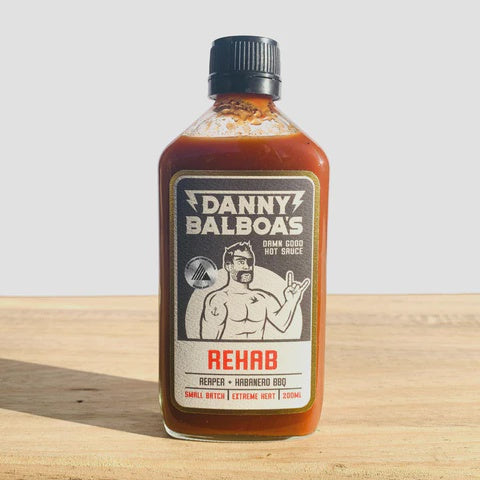 DANNY
BALBOA'S
DAMN GOOD
HOT SAUCE
REHAB
REAPER + HABANERO BBQ
SMALL BATCH | EXTREME HEAT | 200ML